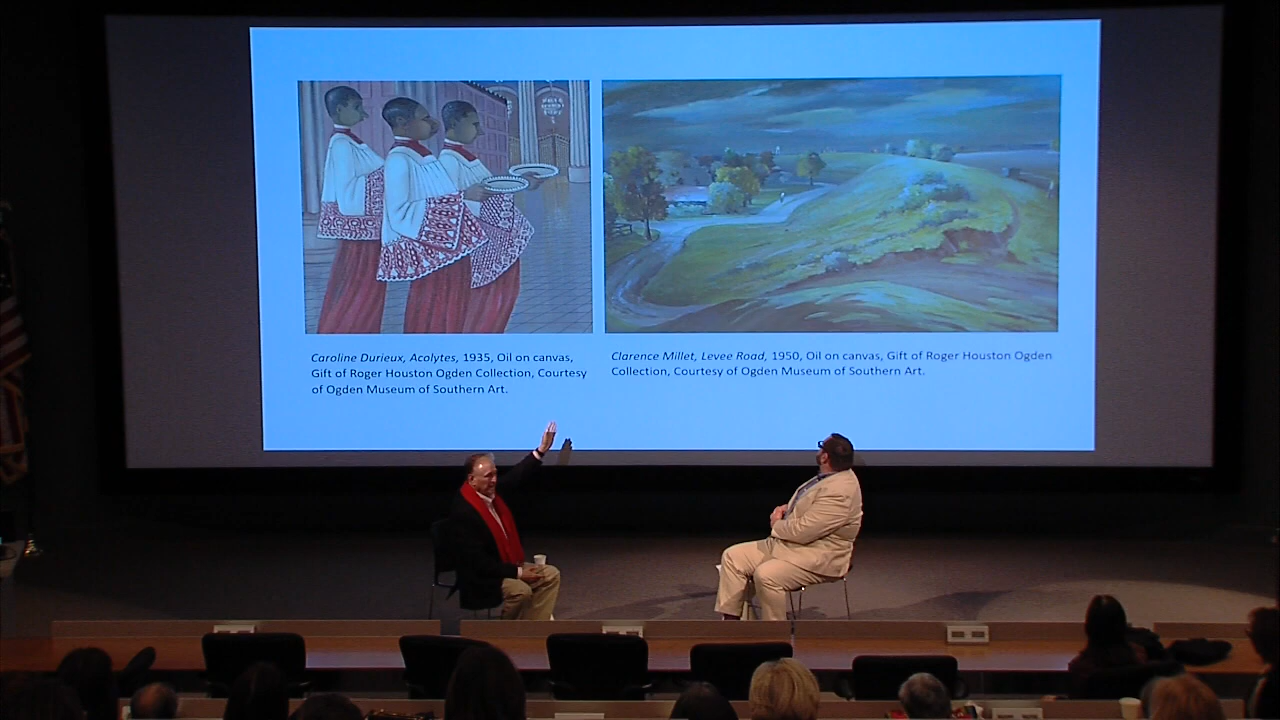 Caroline Durieux, Acolytes, 1935, Oil on canvas,
Gift of Roger Houston Ogden Collection, Courtesy
of Ogden Museum of Southern Art.
Clarence Millet, Levee Road, 1950, Oil on canvas, Gift of Roger Houston Ogden
Collection, Courtesy of Ogden Museum of Southern Art.